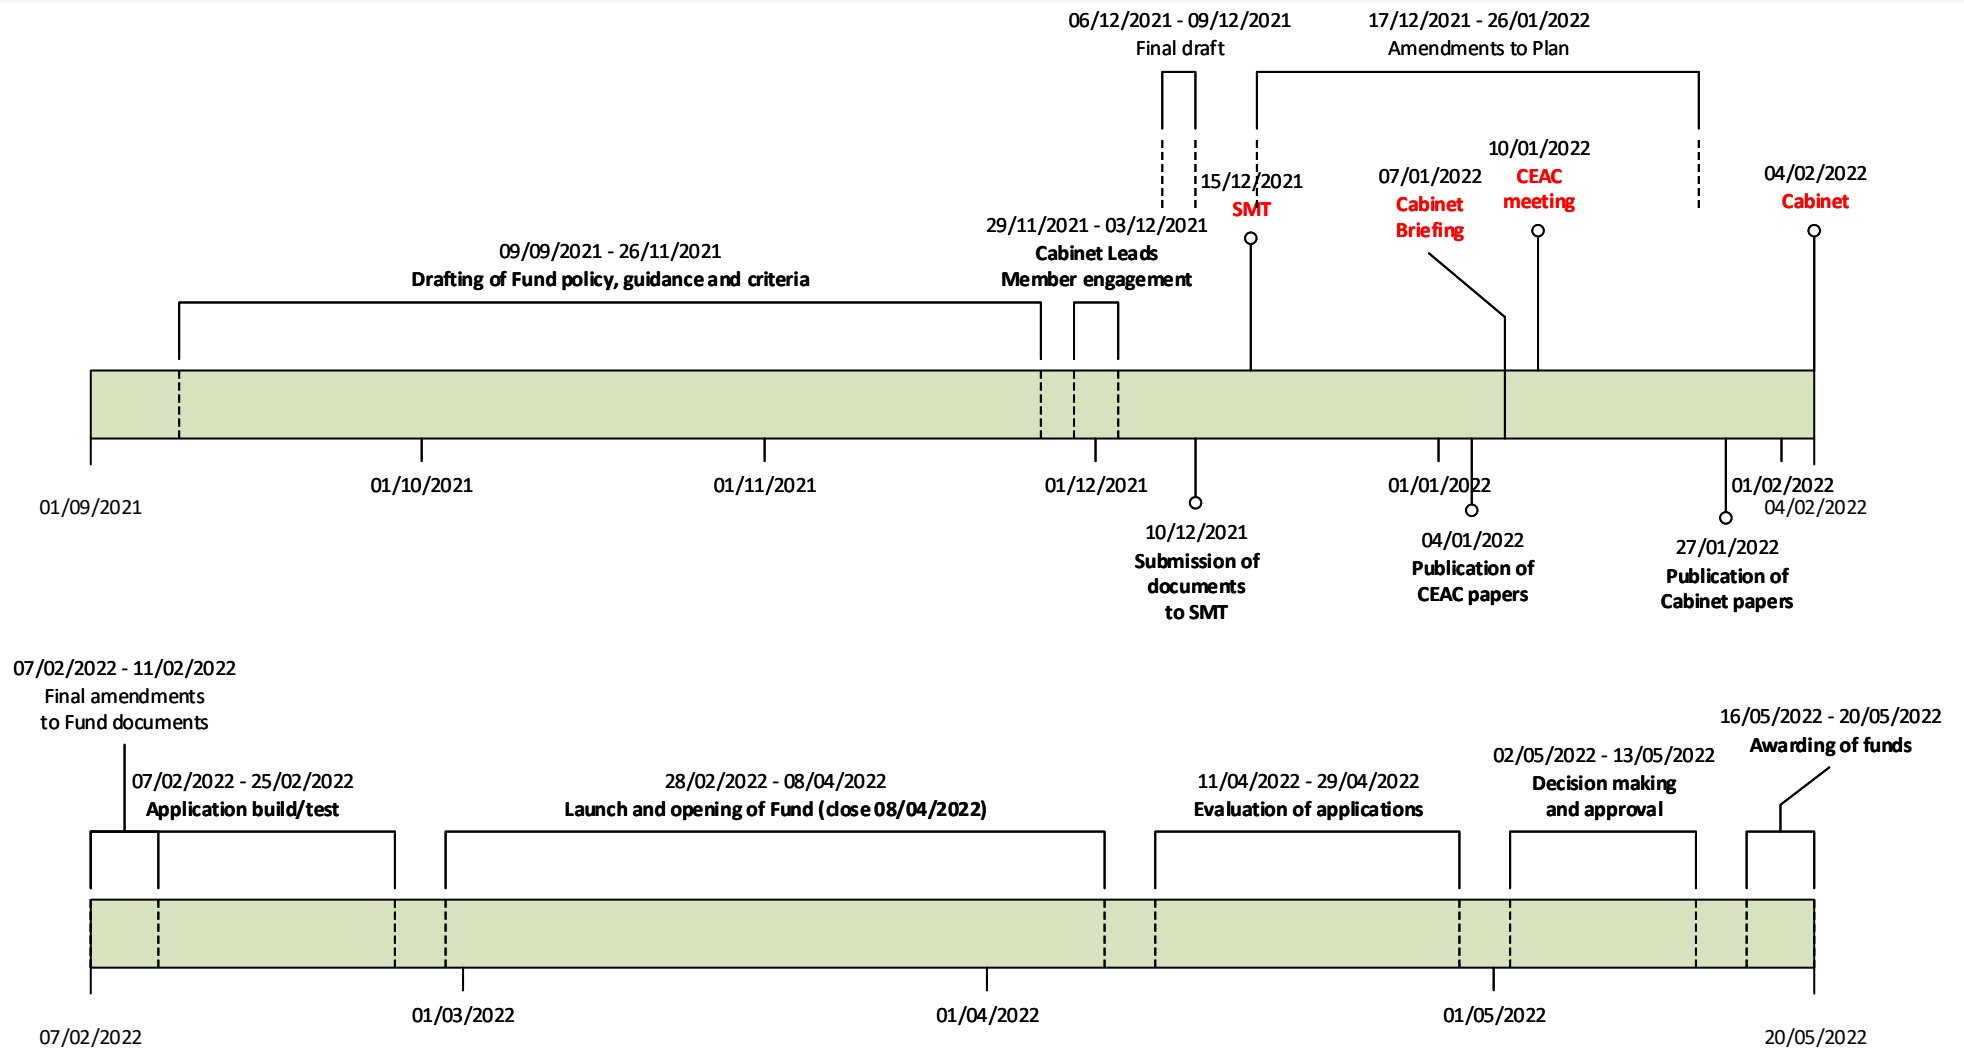 06/12/2021 - 09/12/2021
Final draft
17/12/2021 - 26/01/2022
Amendments to Plan
15/12/2021
SMT
07/01/2022
Cabinet
Briefing
10/01/2022
CEAC
meeting
04/02/2022
Cabinet
09/09/2021 - 26/11/2021
Drafting of Fund policy, guidance and criteria
29/11/2021 - 03/12/2021
Cabinet Leads
Member engagement
01/09/2021
01/10/2021
01/11/2021
01/12/2021
01/01/2022
01/02/2022
04/02/2022
10/12/2021
Submission of
documents
to SMT
04/01/2022
Publication of
CEAC papers
27/01/2022
Publication of
Cabinet papers
07/02/2022 - 11/02/2022
Final amendments
to Fund documents
07/02/2022 - 25/02/2022
Application build/test
28/02/2022 - 08/04/2022
Launch and opening of Fund (close 08/04/2022)
11/04/2022 - 29/04/2022
Evaluation of applications
02/05/2022 - 13/05/2022
Decision making
and approval
16/05/2022 - 20/05/2022
Awarding of funds
07/02/2022
01/03/2022
01/04/2022
01/05/2022
20/05/2022